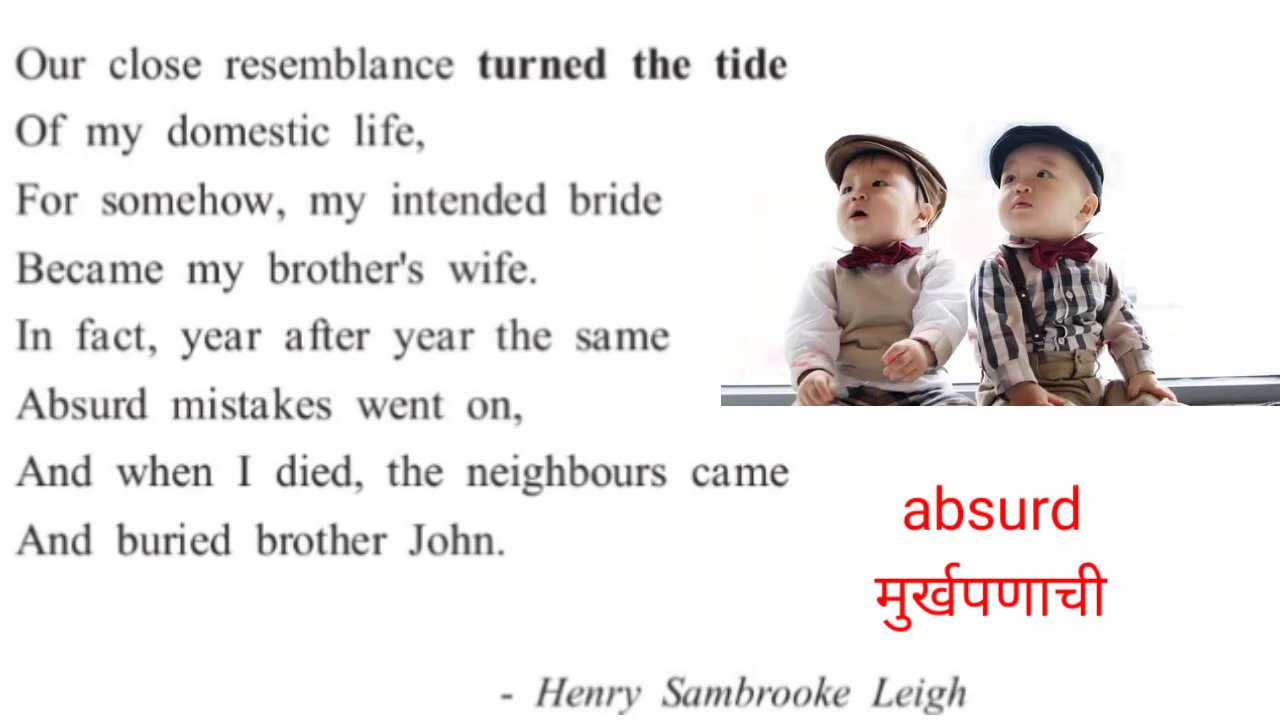 Our close resemblance turned the tide
Of my domestic life,
For somehow, my intended bride
Became my brother's wife.
In fact, year after year the same
Absurd mistakes went on,
And when I died, the neighbours came
And buried brother John.
absurd
मुर्खपणाची
- Henry Sambrooke Leigh